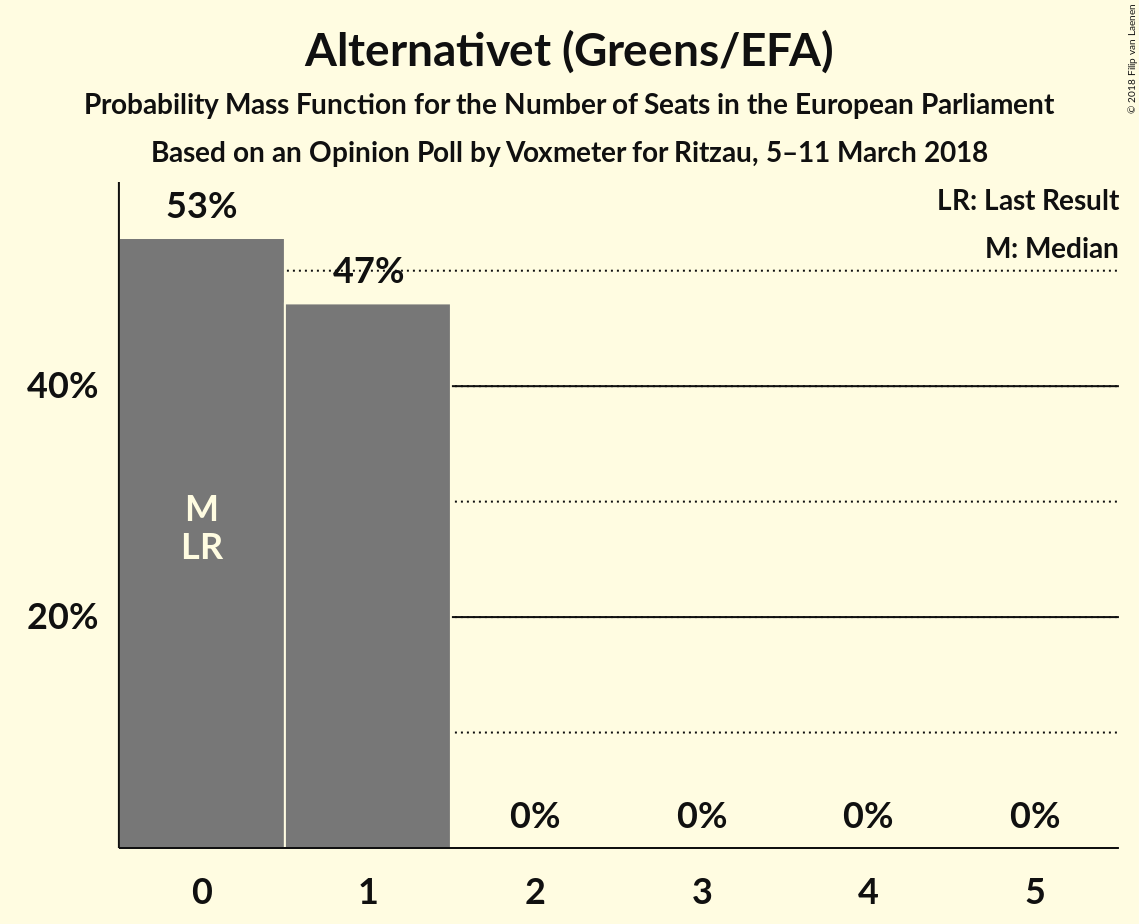 Alternativet (Greens/EFA)
Probability Mass Function for the Number of Seats in the European Parliament
Based on an Opinion Poll by Voxmeter for Ritzau, 5–11 March 2018
© 2018 Filip van Laenen
LR: Last Result
M: Median
53%
47%
40%
20%
M
LR
0%
0%
0%
0%
0
1
2
3
4
5